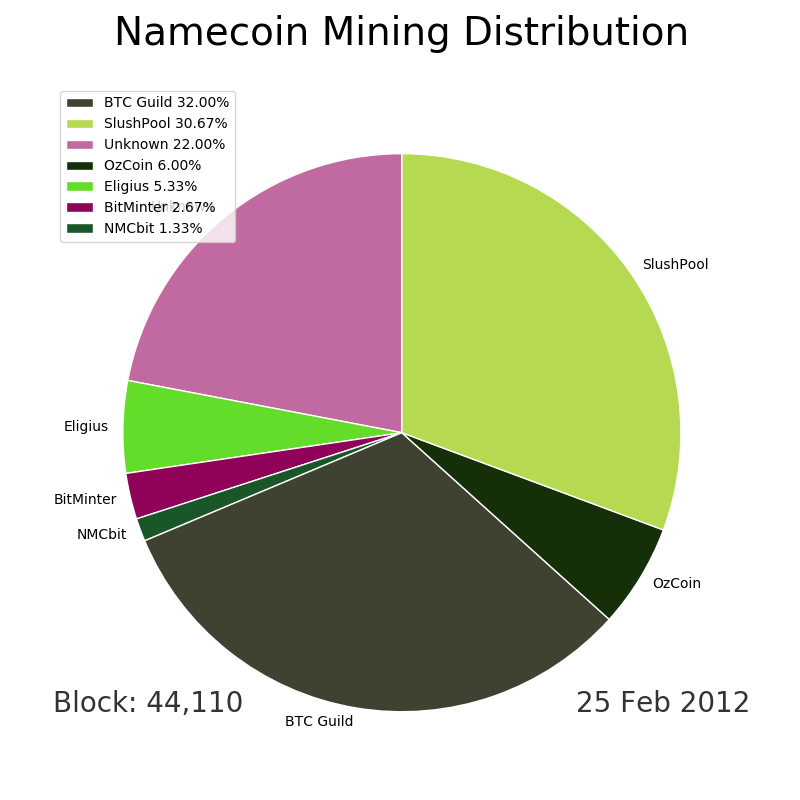 Namecoin Mining Distribution
BTC Guild 32.00%
SlushPool 30.67%
Unknown 22.00%
OzCoin 6.00%
Eligius 5.33%
BitMinter 2.67%
NMCbit 1.33%
SlushPool
Eligius
BitMinter
NMCbit
OzCoin
Block: 44,110
25 Feb 2012
BTC Guild